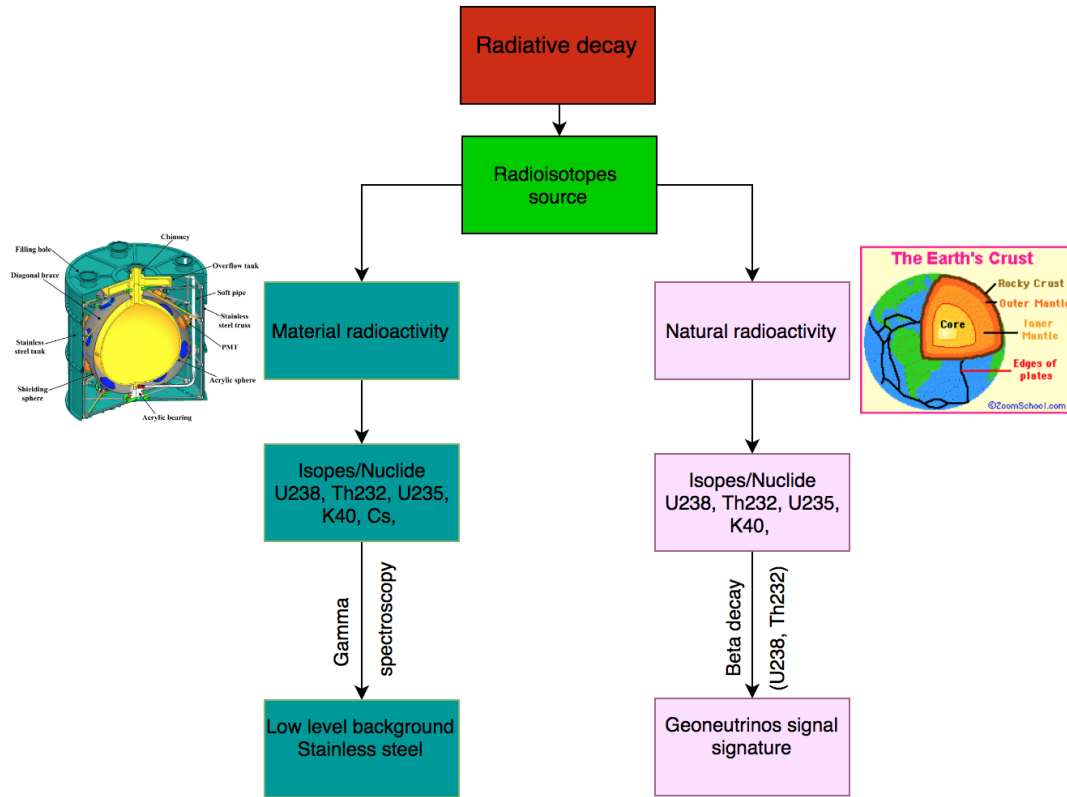 Radiative decay
Radioisotopes
source
Chimney
Filling hole
Overflow tank
Diagonal brace
Soft pipe
Stainless
steel truss
Stainless
steel tank
PMT
Acrylic sphere
Shielding
sphere
Acrylic bearing
Material radioactivity
Natural radioactivity
The Earth's Crust
Rocky Crust
Outer Mantle
Core
Inner
Mantle
Edges of
plates
©ZoomSchool.com
Isopes/Nuclide
U238, Th232, U235,
K40, Cs,
Isopes/Nuclide
U238, Th232, U235,
K40,
Gamma
spectroscopy
Beta decay
(U238, Th232)
Low level background
Stainless steel
Geoneutrinos signal
signature